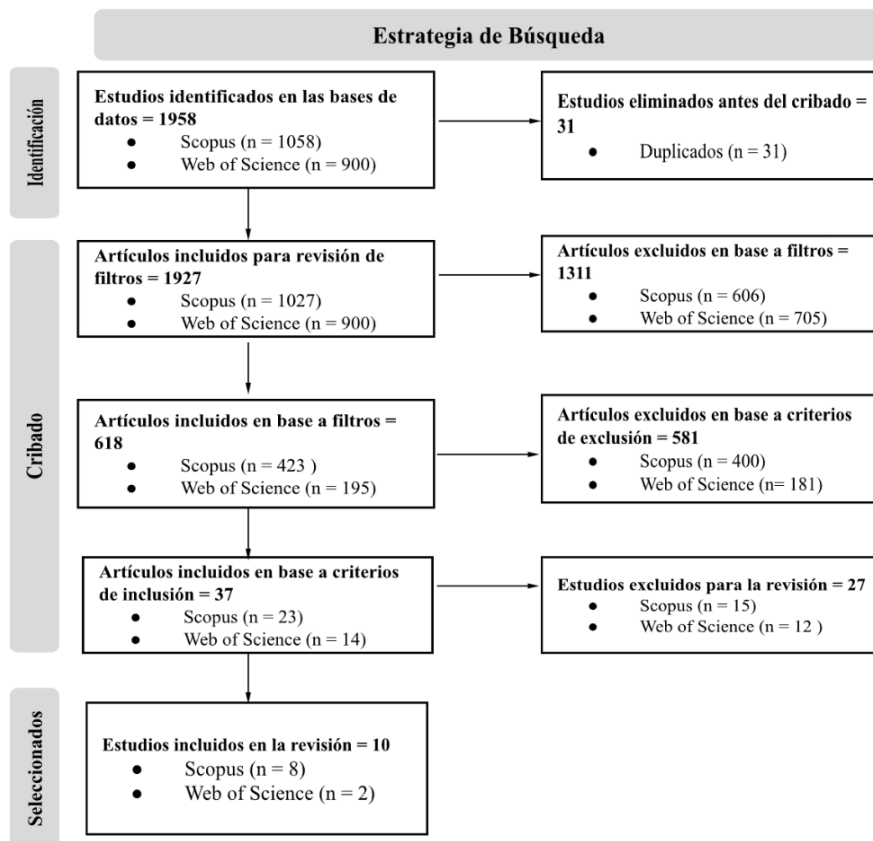 Estrategia de Búsqueda
Identificación
Estudios identificados en las bases de
datos = 1958
● Scopus (n = 1058)
● Web of Science (n = 900)
Estudios eliminados antes del cribado =
31
● Duplicados (n = 31)
Cribado
Artículos incluidos para revisión de
filtros = 1927
● Scopus (n = 1027)
● Web of Science (n = 900)
Artículos excluidos en base a filtros =
1311
● Scopus (n = 606)
● Web of Science (n = 705)
Artículos incluidos en base a filtros =
618
● Scopus (n = 423 )
● Web of Science (n = 195)
Artículos excluidos en base a criterios
de exclusión = 581
● Scopus (n = 400)
● Web of Science (n= 181)
Artículos incluidos en base a criterios
de inclusión = 37
● Scopus (n = 23)
● Web of Science (n = 14)
Estudios excluidos para la revisión = 27
● Scopus (n = 15)
● Web of Science (n = 12 )
Seleccionados
Estudios incluidos en la revisión = 10
● Scopus (n = 8)
● Web of Science (n = 2)